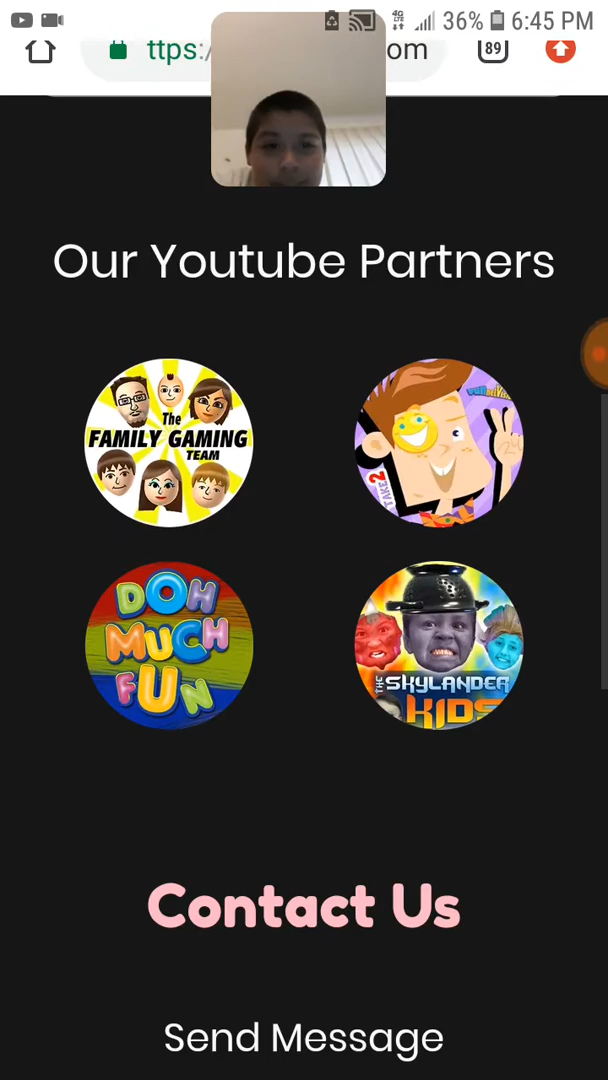 36% 6:45 PM
ttps:/ om 89
Our Youtube Partners
The
FAMILY GAMING
TEAM
TAKE2
DOH
MUCH
FUN
THE SKYLANDER
KIDS
Contact Us
Send Message